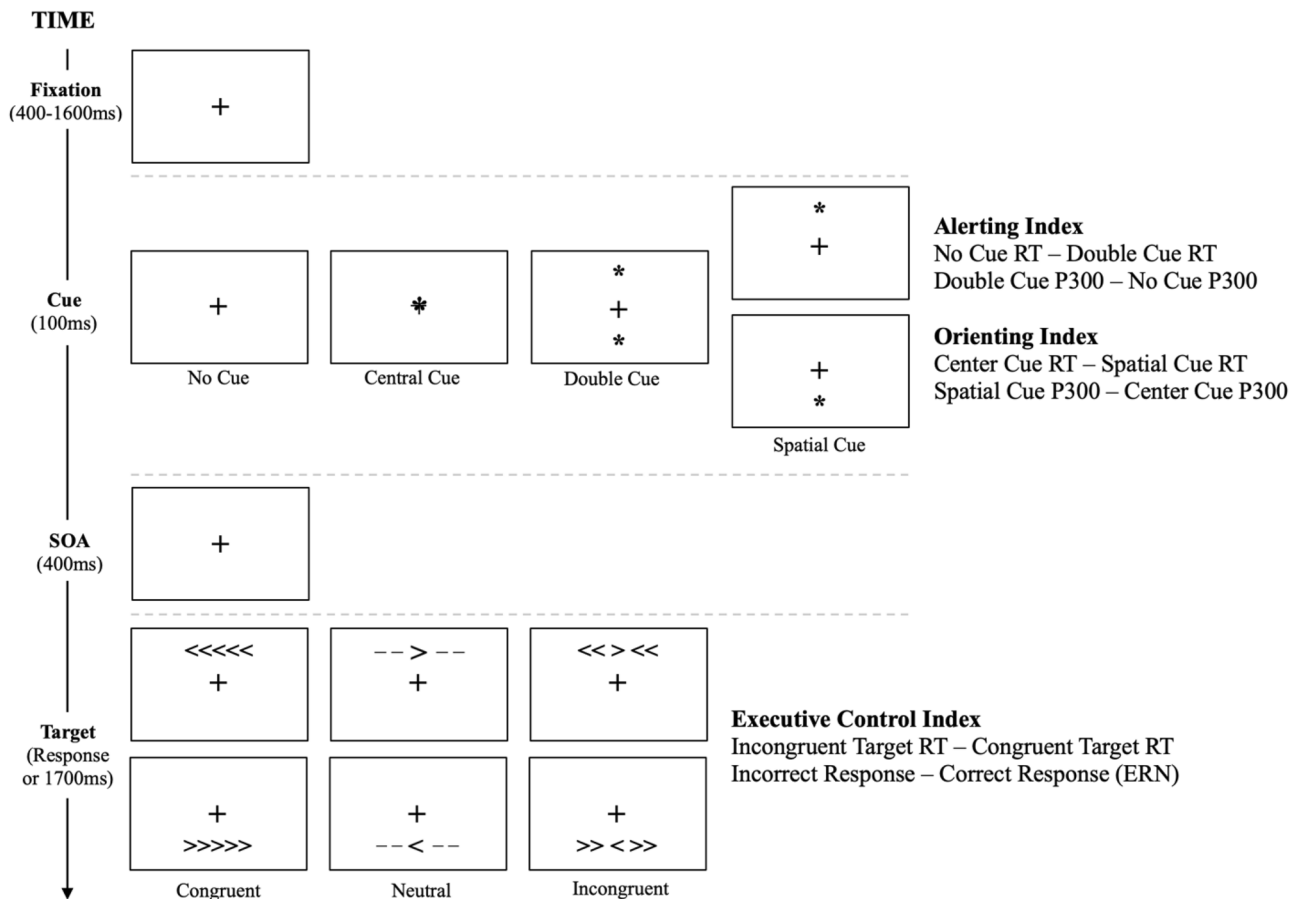 TIME
Fixation
(400-1600ms)
+
*
+
Alerting Index
No Cue RT – Double Cue RT
Double Cue P300 – No Cue P300
Cue
(100ms)
+
No Cue
+
*
Central Cue
*
+
*
Double Cue
+
*
Spatial Cue
Orienting Index
Center Cue RT – Spatial Cue RT
Spatial Cue P300 – Center Cue P300
SOA
(400ms)
+
Target
(Response
or 1700ms)
<<<<<
+
-- > --
+
<< > <<
+
Executive Control Index
Incongruent Target RT – Congruent Target RT
Incorrect Response – Correct Response (ERN)
+
>>>>>
Congruent
+
-- < --
Neutral
+
>> < >>
Incongruent